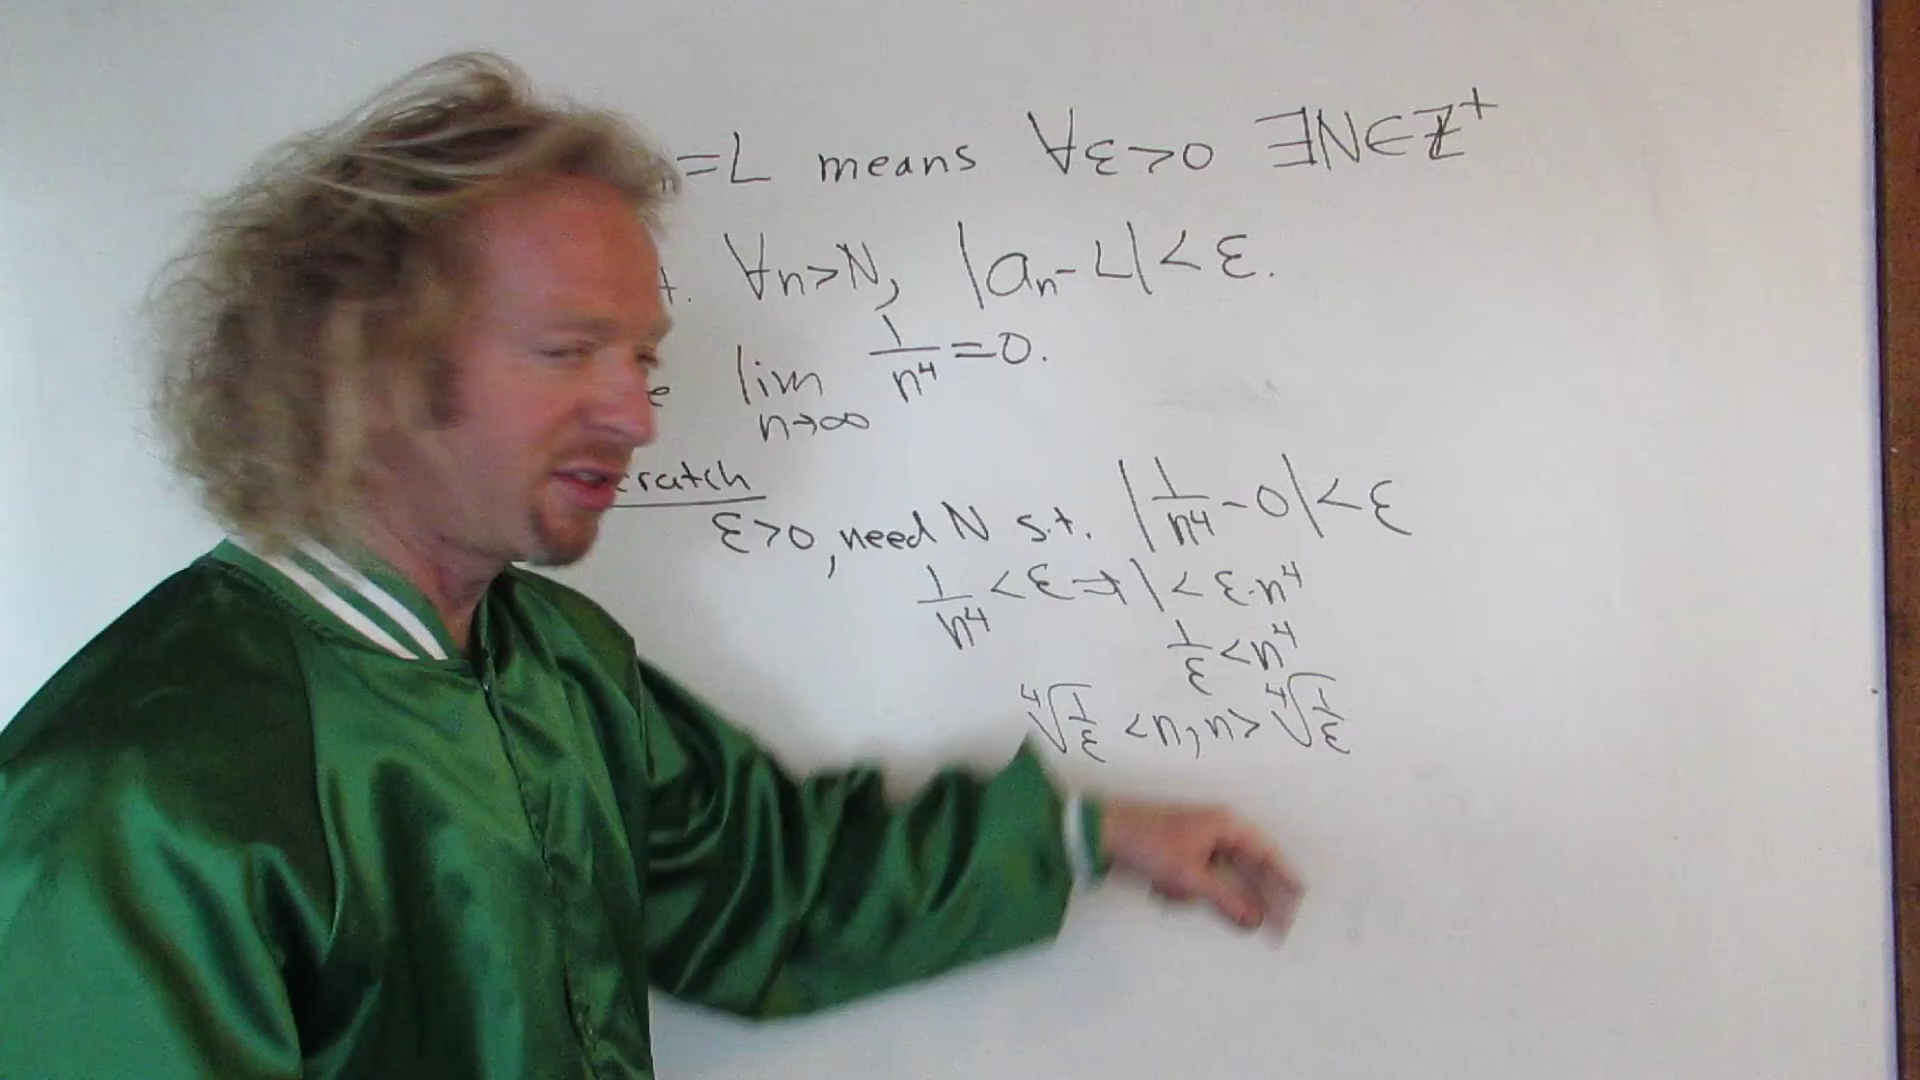 n=L means ∀ε>0 ∃N∈ℤ⁺
t. ∀n>N, |aₙ-L|<ε.
e lim n→∞ 1/n⁴=0.
cratch
ε>0, need N s.t. |1/n⁴-0|<ε
1/n⁴<ε→1<ε·n⁴
1/ε<n⁴
⁴√(1/ε)<n, n>⁴√(1/ε)